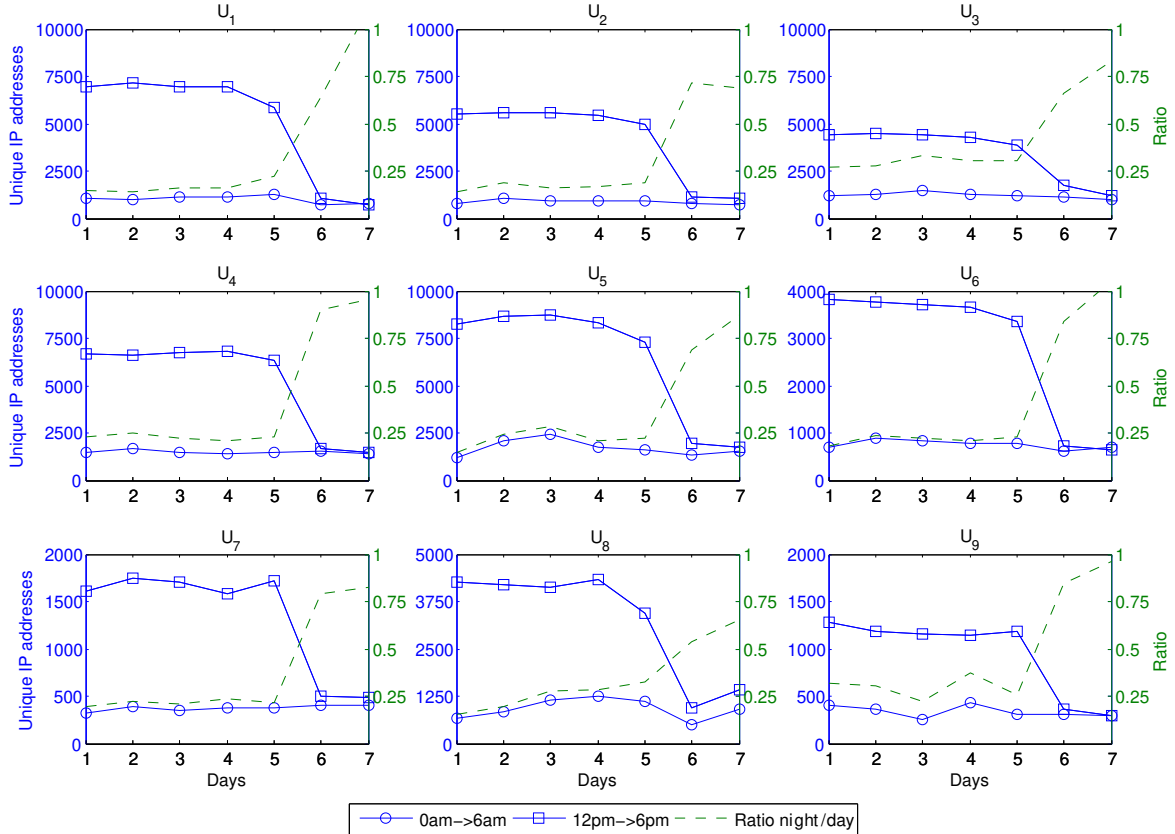 U1 U2 U3
10000 7500 5000 2500 0
Unique IP addresses
1 2 3 4 5 6 7
10000 7500 5000 2500 0
1 0.75 0.5 0.25 0
1 2 3 4 5 6 7
10000 7500 5000 2500 0
1 0.75 0.5 0.25 0
Ratio
1 2 3 4 5 6 7
1 0.75 0.5 0.25 0
U4 U5 U6
10000 7500 5000 2500 0
Unique IP addresses
1 2 3 4 5 6 7
10000 7500 5000 2500 0
1 0.75 0.5 0.25 0
1 2 3 4 5 6 7
4000 3000 2000 1000 0
1 0.75 0.5 0.25 0
Ratio
1 2 3 4 5 6 7
1 0.75 0.5 0.25 0
U7 U8 U9
2000 1500 1000 500 0
Unique IP addresses
1 2 3 4 5 6 7
Days
5000 3750 2500 1250 0
1 0.75 0.5 0.25 0
1 2 3 4 5 6 7
Days
2000 1500 1000 500 0
1 0.75 0.5 0.25 0
Ratio
1 2 3 4 5 6 7
Days
1 0.75 0.5 0.25 0
0am->6am 12pm->6pm Ratio night/day